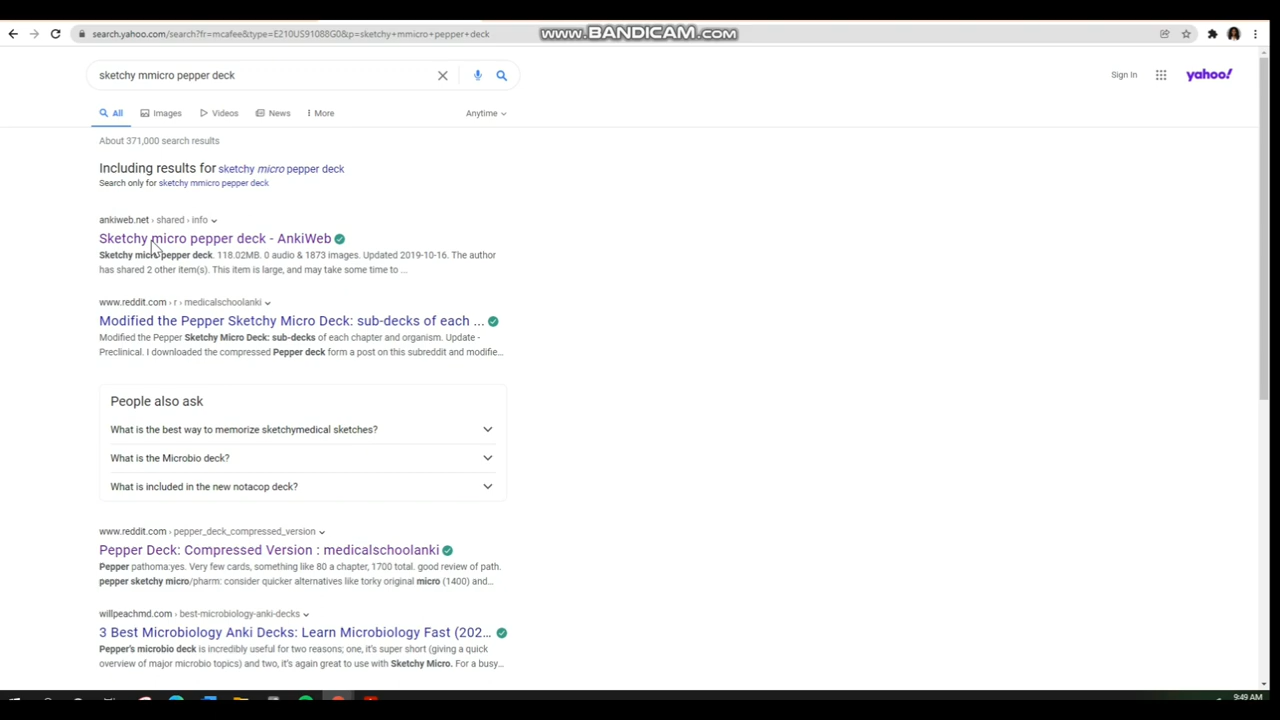 search.yahoo.com/search?fr=mcafee&type=E210US91088G0&p=sketchy+mmicro+pepper+deck
www.BANDICAM.com
sketchy mmicro pepper deck
Sign In
yahoo!
All
Images
Videos
News
More
Anytime
About 371,000 search results
Including results for sketchy micro pepper deck
Search only for sketchy mmicro pepper deck
ankiweb.net › shared › info
Sketchy micro pepper deck - AnkiWeb
Sketchy micro pepper deck. 118.02MB. 0 audio & 1873 images. Updated 2019-10-16. The author
has shared 2 other item(s). This item is large, and may take some time to ...
www.reddit.com › r › medicalschoolanki
Modified the Pepper Sketchy Micro Deck: sub-decks of each ...
Modified the Pepper Sketchy Micro Deck: sub-decks of each chapter and organism. Update -
Preclinical. I downloaded the compressed Pepper deck form a post on this subreddit and modifie...
People also ask
What is the best way to memorize sketchymedical sketches?
What is the Microbio deck?
What is included in the new notacop deck?
www.reddit.com › pepper_deck_compressed_version
Pepper Deck: Compressed Version : medicalschoolanki
Pepper pathoma:yes. Very few cards, something like 80 a chapter, 1700 total. good review of path.
pepper sketchy micro/pharm: consider quicker alternatives like torky original micro (1400) and...
willpeachmd.com › best-microbiology-anki-decks
3 Best Microbiology Anki Decks: Learn Microbiology Fast (202...
Pepper's microbio deck is incredibly useful for two reasons; one, it's super short (giving a quick
overview of major microbio topics) and two, it's again great to use with Sketchy Micro. For a busy...
9:49 AM